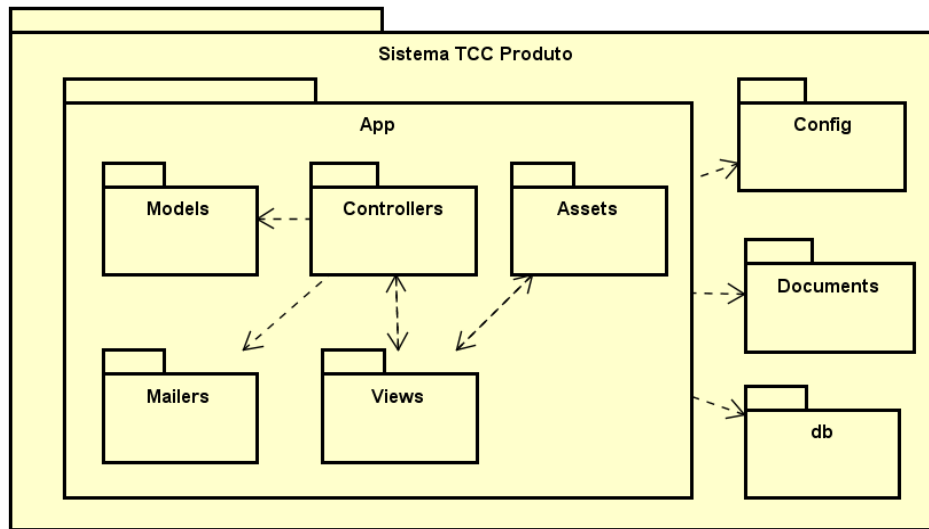 Sistema TCC Produto
App
Config
Models
Controllers
Assets
Documents
Mailers
Views
db